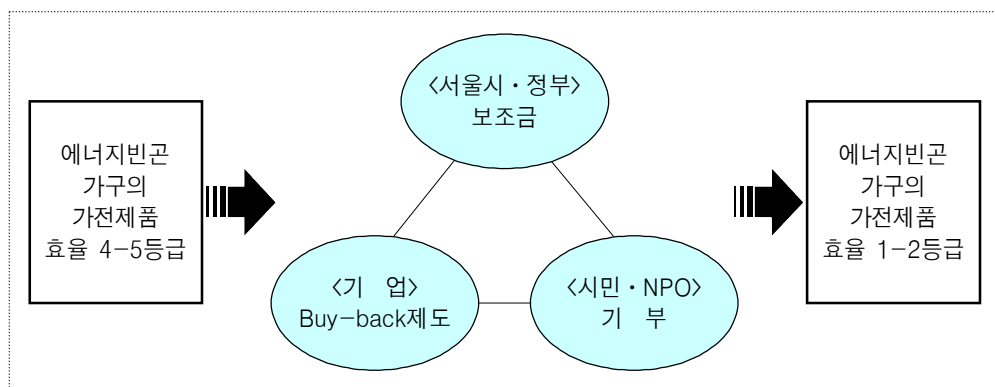 에너지빈곤
가구의
가전제품
효율 4-5등급
<서울시·정부>
보조금
<기 업>
Buy-back제도
<시민·NPO>
기 부
에너지빈곤
가구의
가전제품
효율 1-2등급